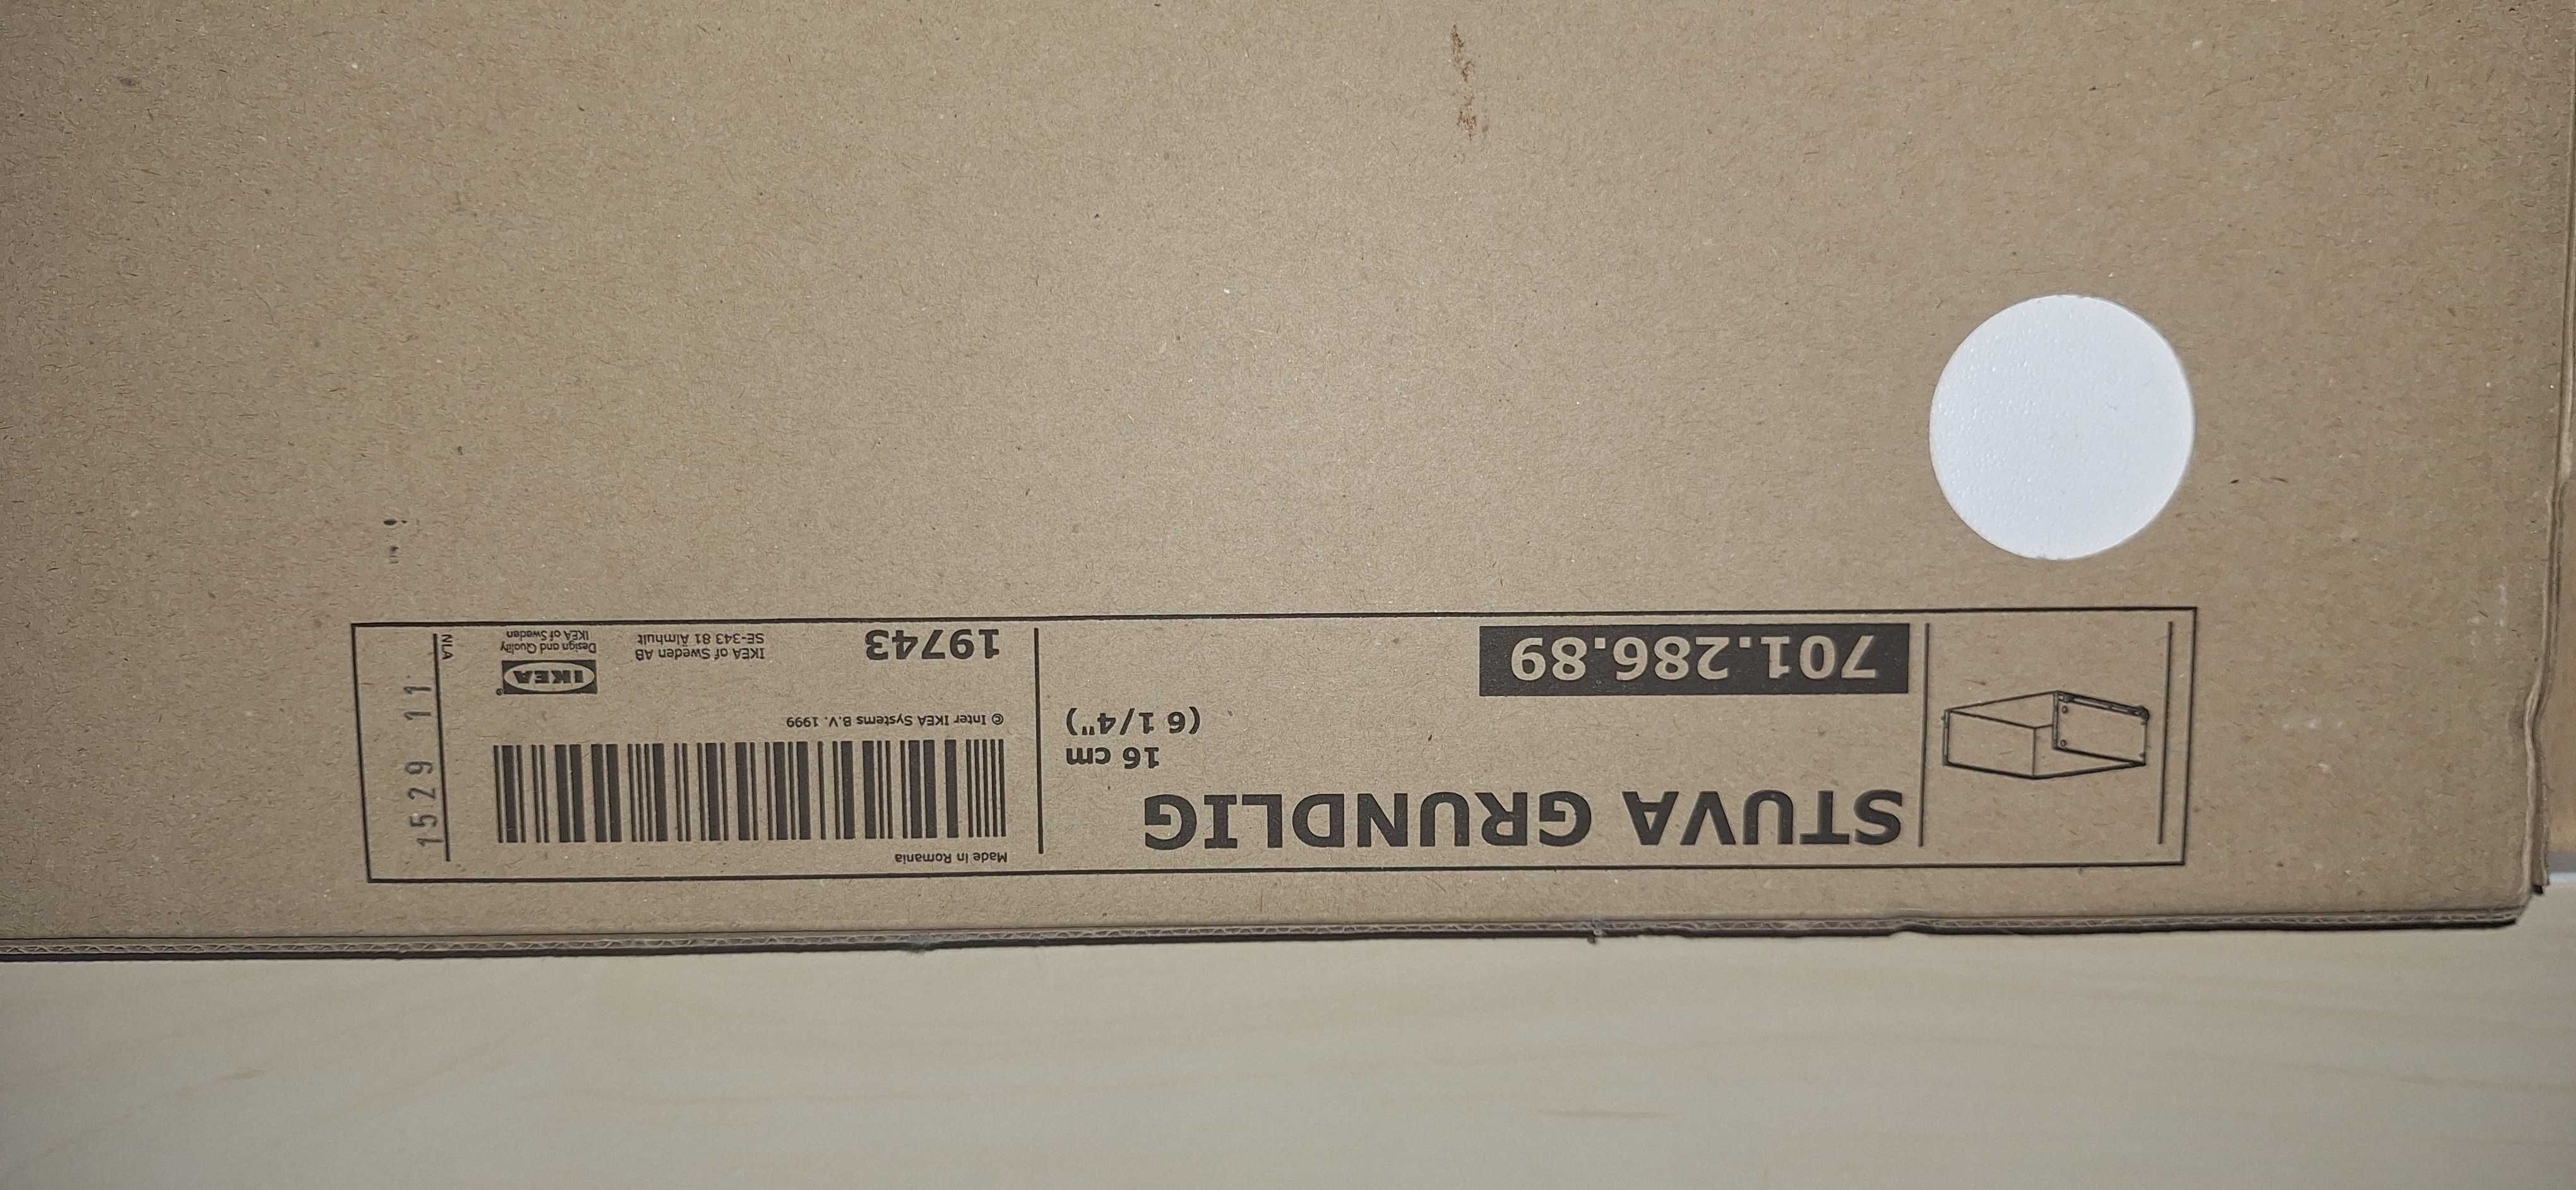 STUVA GRUNDLIG
16 cm
(6 1/4")
701.286.89
Made in Romania
© Inter IKEA Systems B.V. 1999
19743
IKEA of Sweden AB
SE-343 81 Älmhult
IKEA®
Design and Quality
IKEA of Sweden
NLA
1529 11